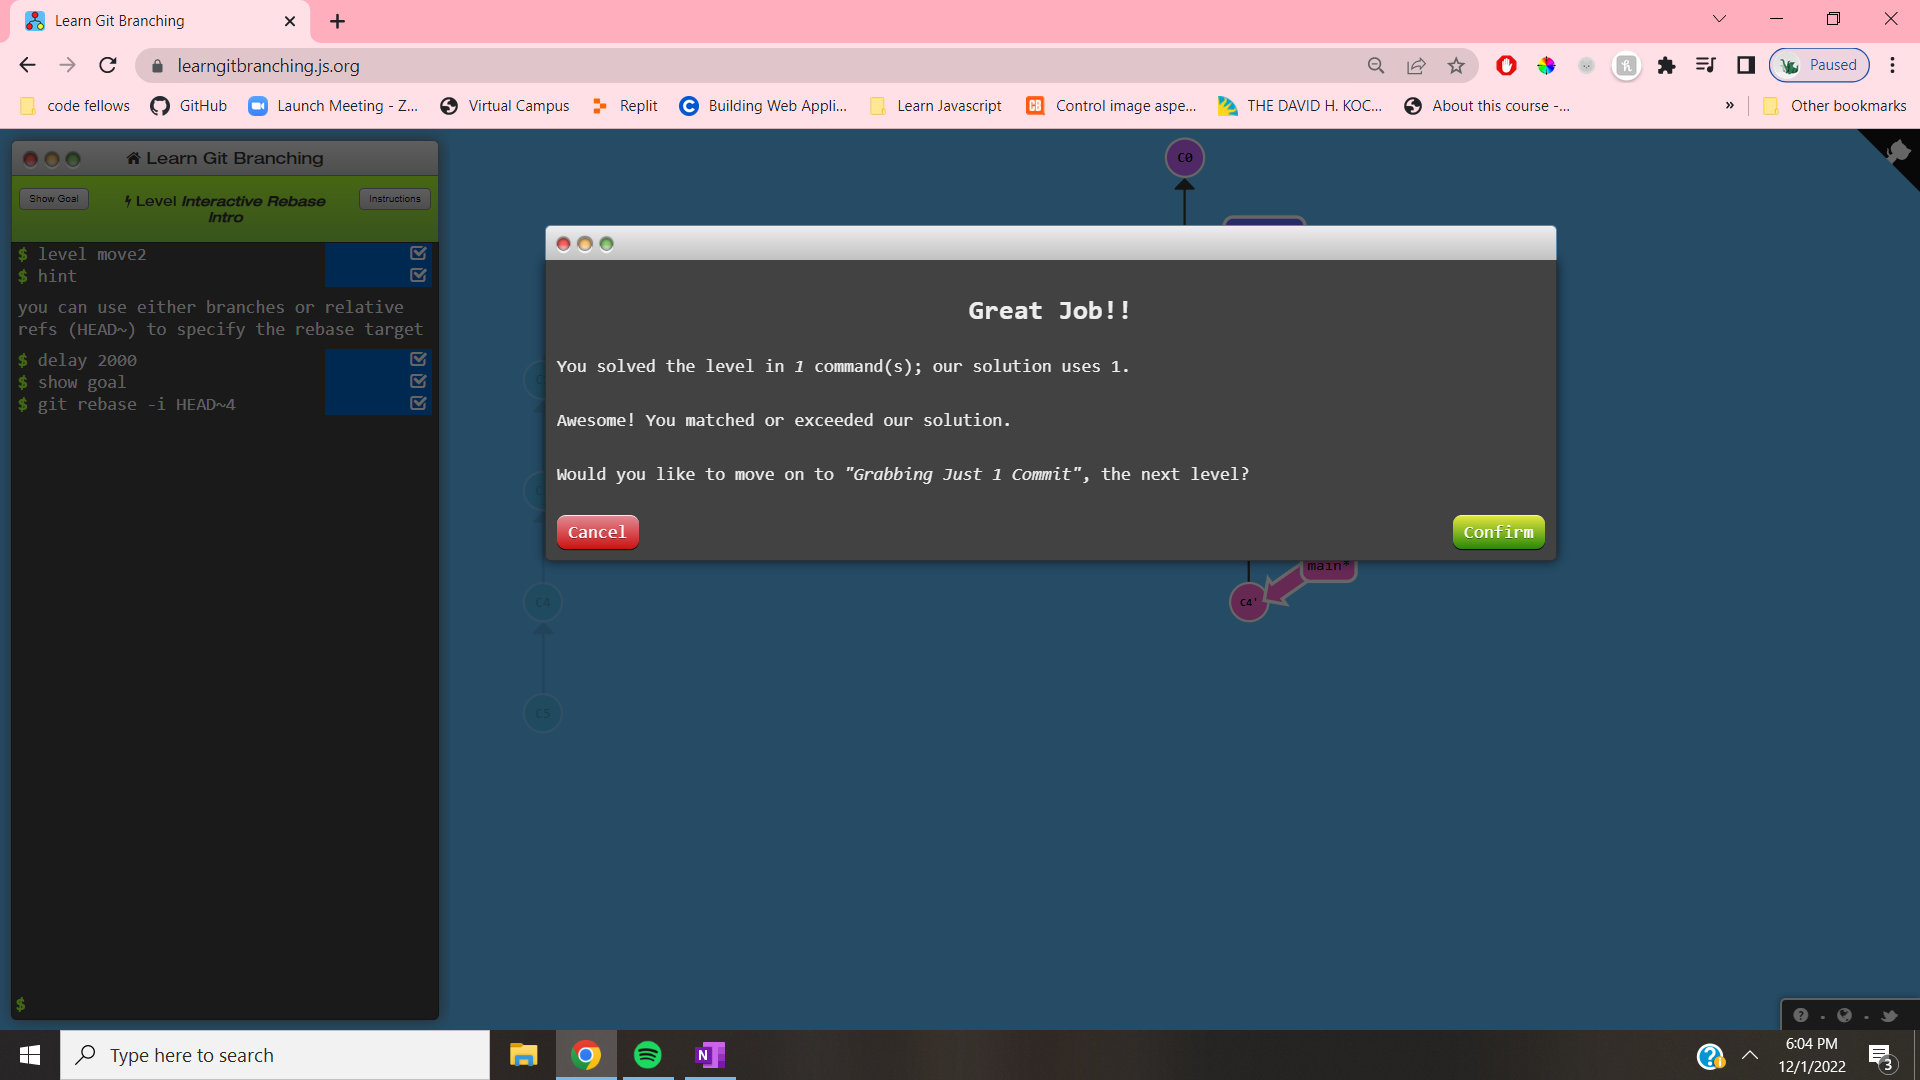 Learn Git Branching
learngitbranching.js.org
Paused
code fellows
GitHub
Launch Meeting - Z...
Virtual Campus
Replit
Building Web Appli...
Learn Javascript
Control image aspe...
THE DAVID H. KOC...
About this course -...
»
Other bookmarks
Learn Git Branching
Show Goal
Level Interactive Rebase
Intro
Instructions
$ level move2
$ hint
you can use either branches or relative
refs (HEAD~) to specify the rebase target
$ delay 2000
$ show goal
$ git rebase -i HEAD~4
$
C0
Great Job!!
You solved the level in 1 command(s); our solution uses 1.
Awesome! You matched or exceeded our solution.
Would you like to move on to "Grabbing Just 1 Commit", the next level?
Cancel
Confirm
main*
C4
C4'
C5
Type here to search
6:04 PM
12/1/2022
3